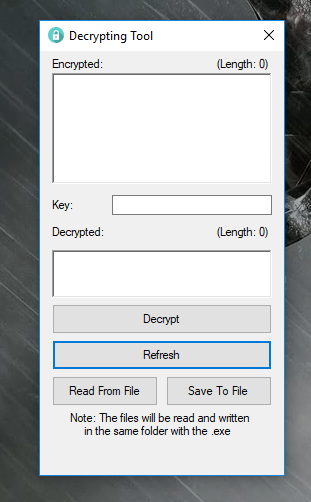 Decrypting Tool
Encrypted: (Length: 0)
Key:
Decrypted: (Length: 0)
Decrypt
Refresh
Read From File Save To File
Note: The files will be read and written
in the same folder with the .exe